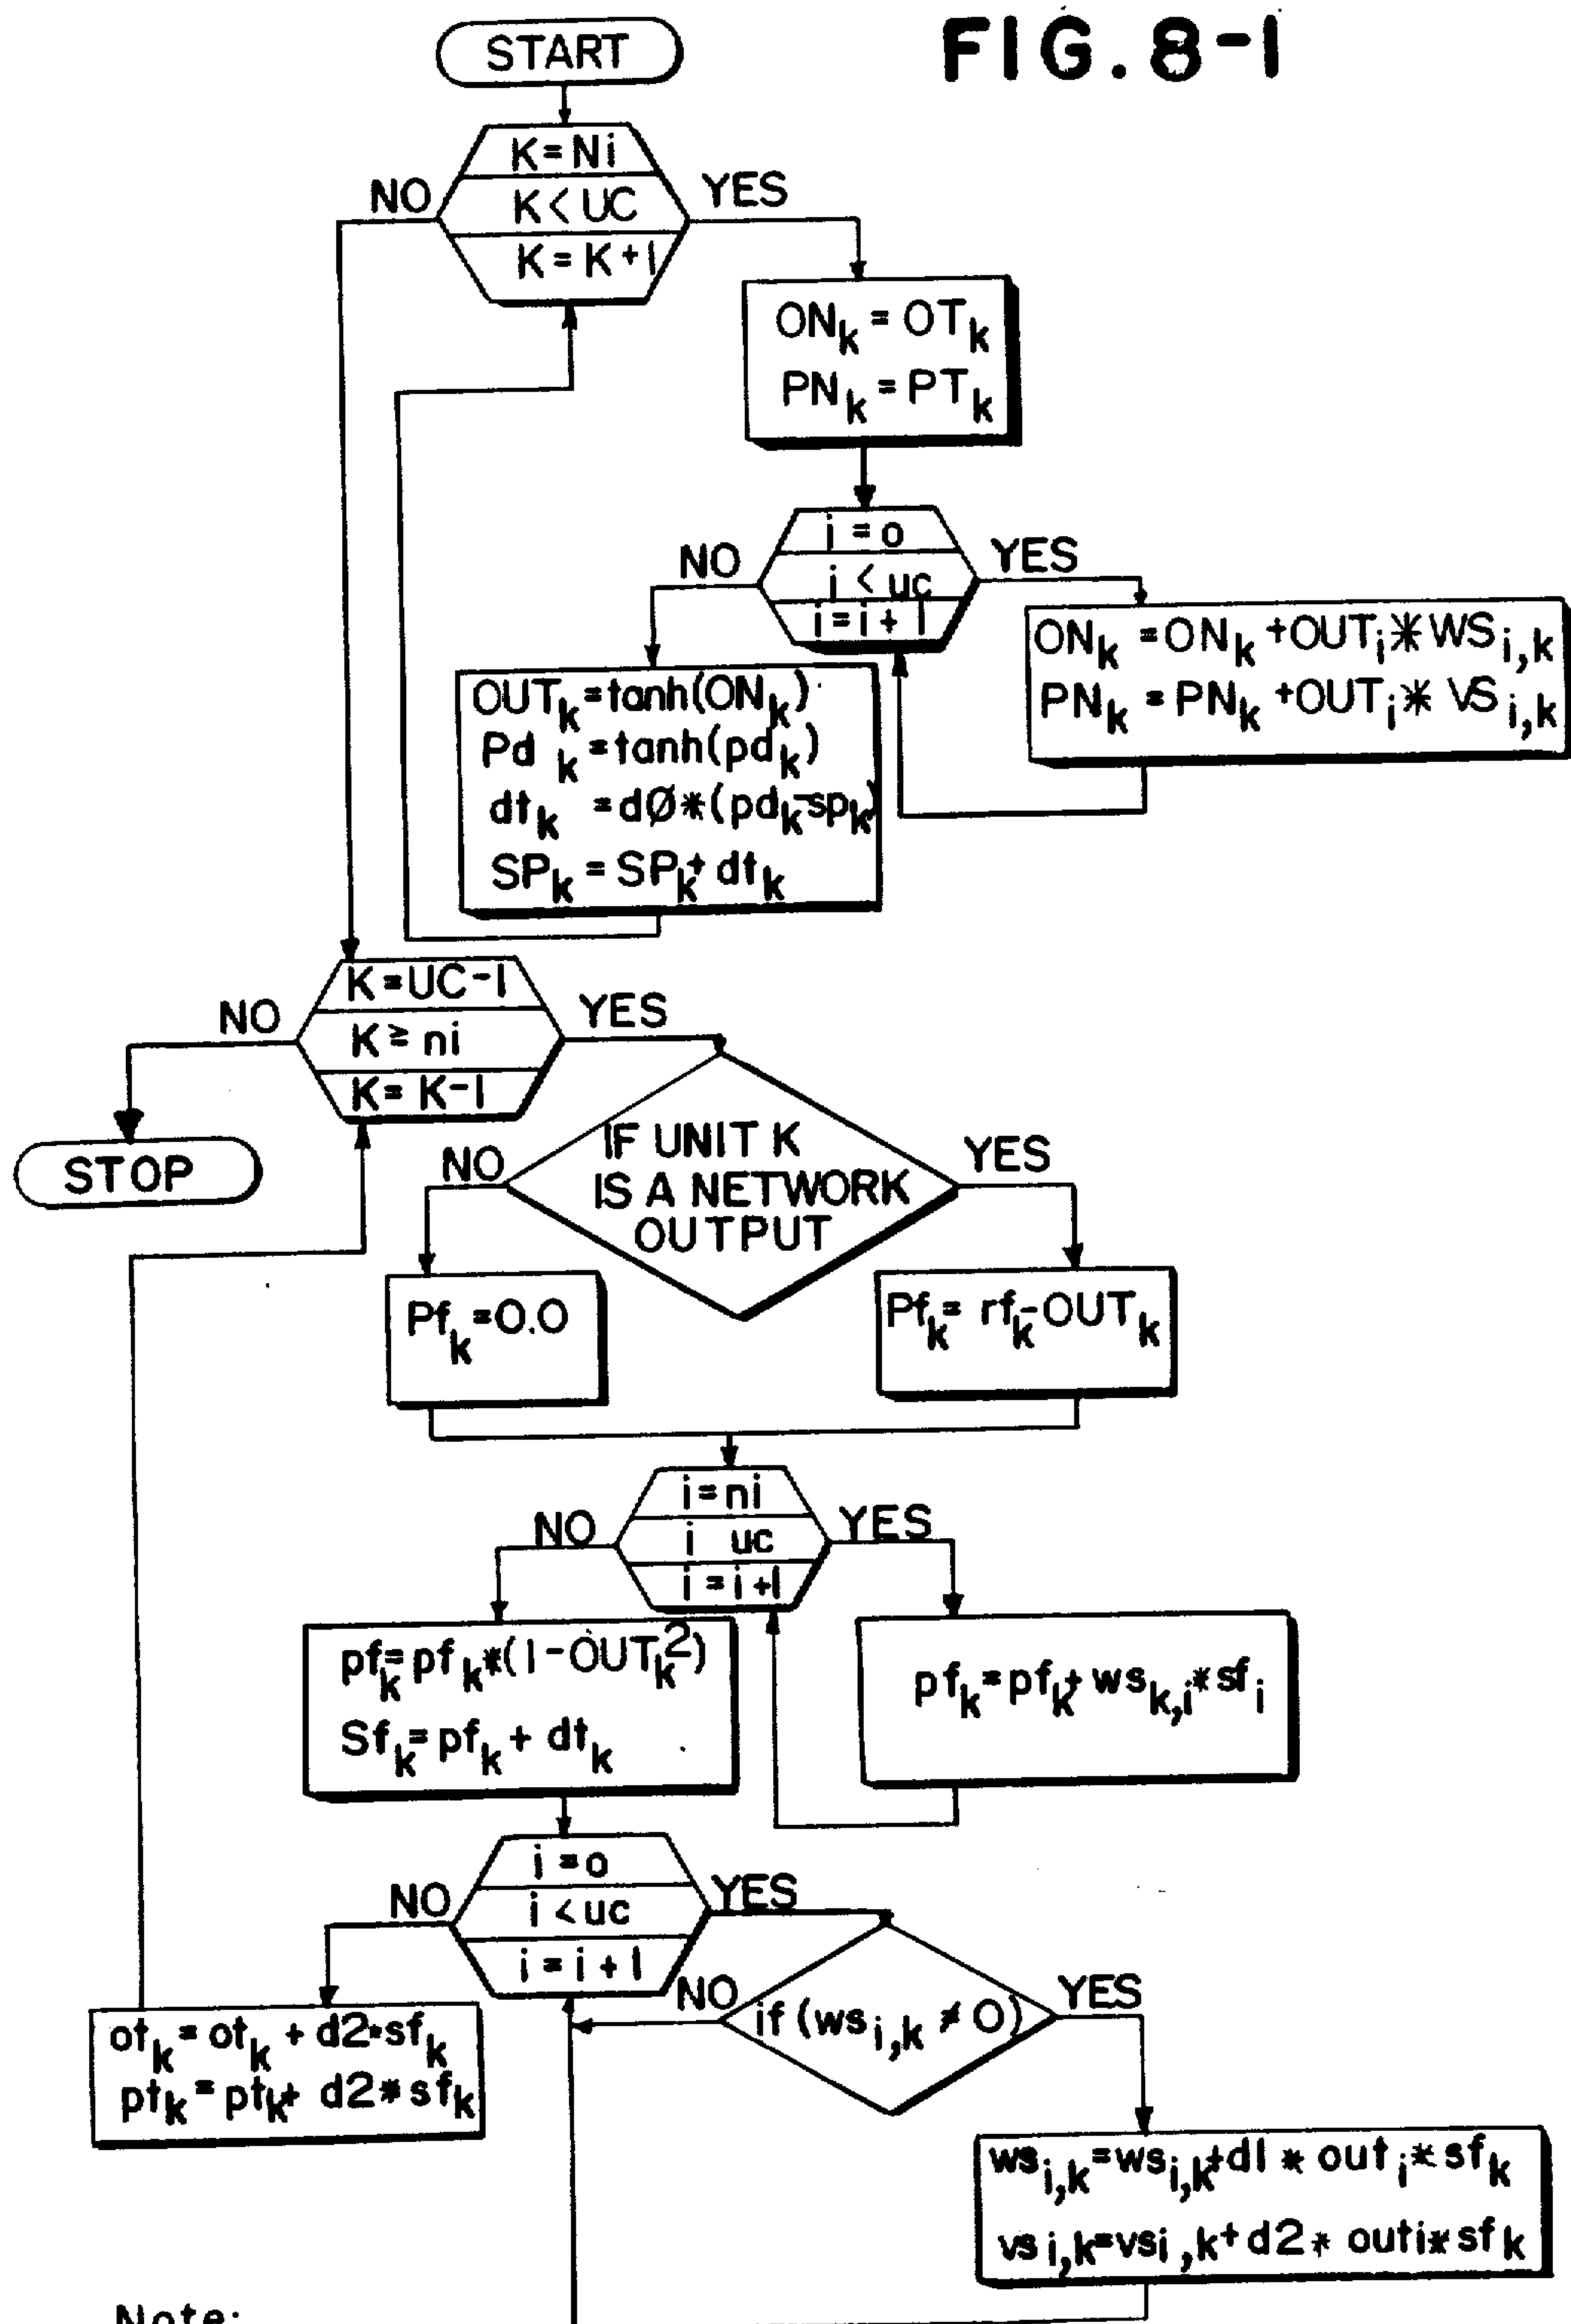 FIG. 8-1
START
K=Ni
NO
YES
K< UC
K = K+1
ONk = OTk
PNk = PTk
i = o
NO
YES
i < uc
i = i + 1
ONk = ONk + OUTi * WSi,k
PNk = PNk + OUTi * VSi,k
OUTk = tanh(ONk)
Pd k = tanh(pdk)
dtk = dØ*(pdk-spk)
SPk = SPk + dtk
K = UC-1
NO
YES
K ≥ ni
K = K-1
STOP
IF UNIT K
NO
YES
IS A NETWORK
OUTPUT
Pfk = 0.0
Pfk = rfk - OUTk
i = ni
NO
YES
i uc
i = i +1
pfk = pfk*(1-OUTk²)
Sfk = pfk + dtk
pfk = pfk + wsk,i * sfi
i = o
NO
YES
i < uc
i = i + 1
NO
YES
if (wsi,k ≠ 0)
otk = otk + d2*sfk
ptk = ptk + d2 * sfk
wsi,k = wsi,k + d1 * outi * sfk
vsi,k = vsi,k + d2 * outi * sfk
Note: